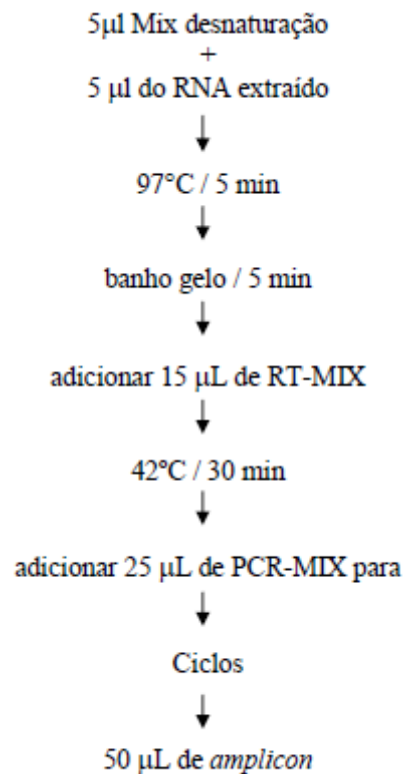 5µl Mix desnaturação
+
5 µl do RNA extraído
97°C / 5 min
banho gelo / 5 min
adicionar 15 µL de RT-MIX
42°C / 30 min
adicionar 25 µL de PCR-MIX para
Ciclos
50 µL de amplicon